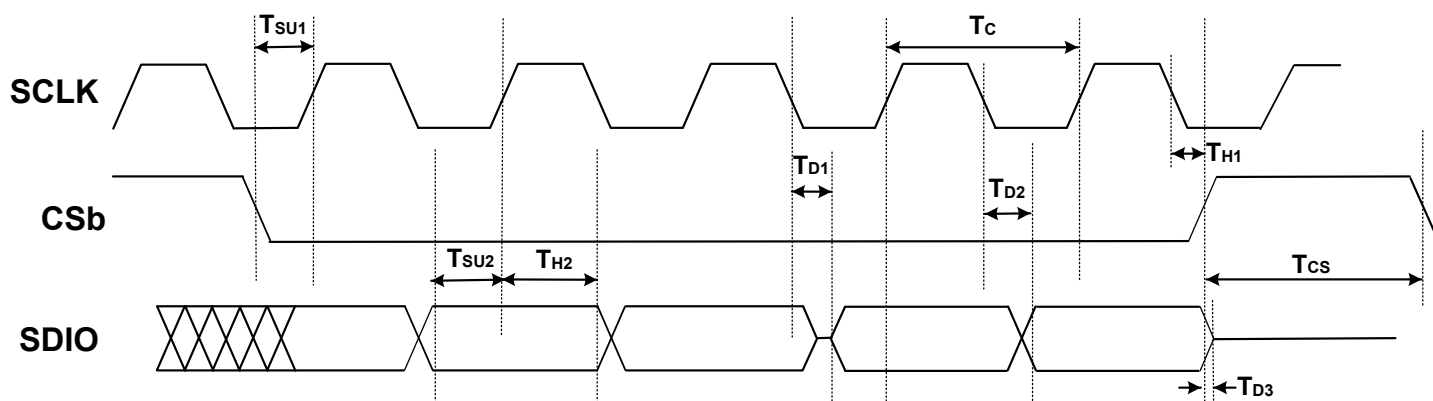 TSU1
TC
SCLK
TD1
TH1
TD2
CSb
TSU2
TH2
TCS
SDIO
TD3